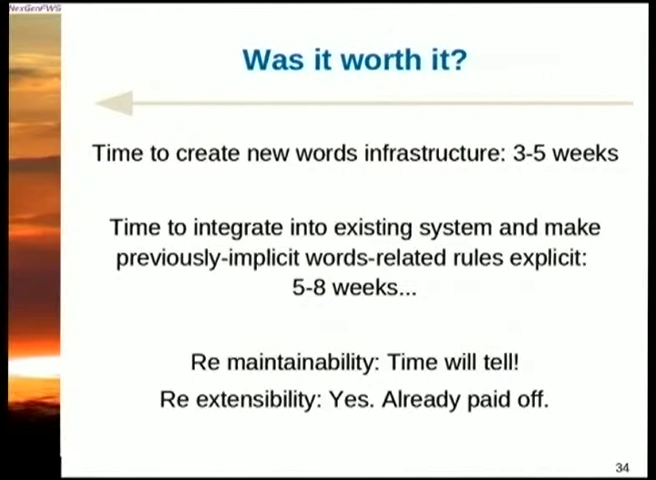 NexGenFWS
Was it worth it?
Time to create new words infrastructure: 3-5 weeks
Time to integrate into existing system and make
previously-implicit words-related rules explicit:
5-8 weeks...
Re maintainability: Time will tell!
Re extensibility: Yes. Already paid off.
34